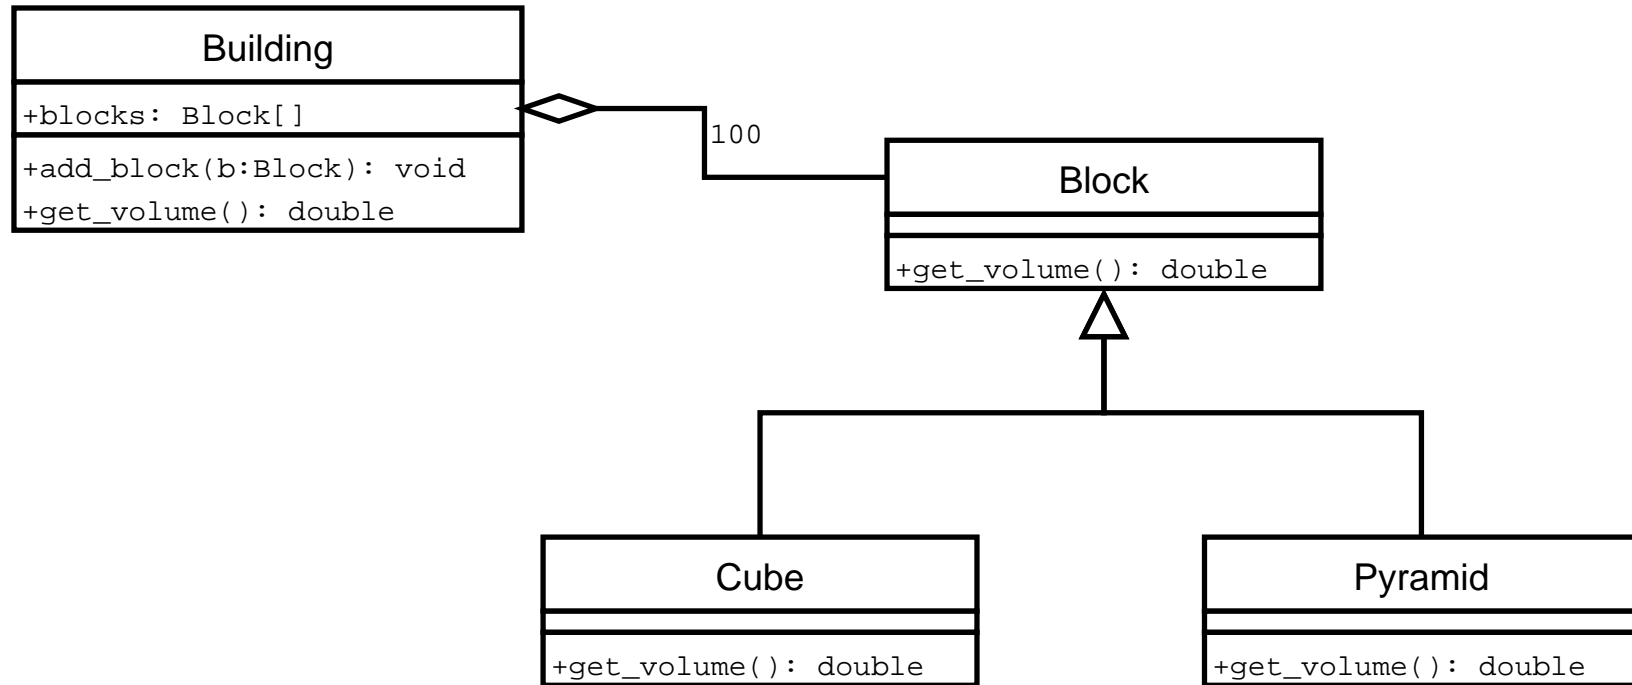 Building
+blocks: Block[]
+add_block(b:Block): void
+get_volume(): double
100
Block
+get_volume(): double
Cube
+get_volume(): double
Pyramid
+get_volume(): double